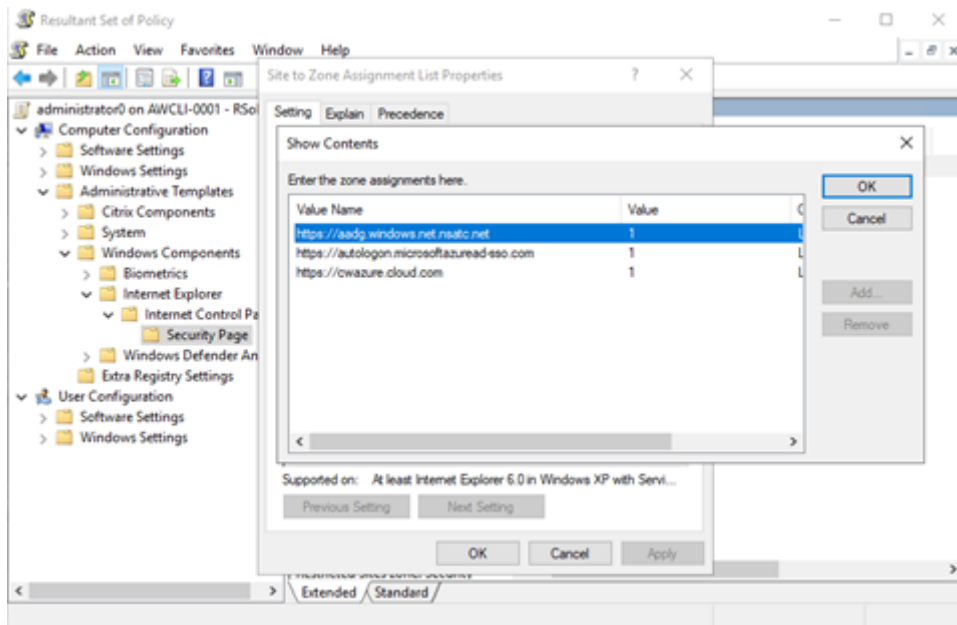 Resultant Set of Policy
File Action View Favorites Window Help
administrator0 on AWCLI-0001 - RSo
Computer Configuration
Software Settings
Windows Settings
Administrative Templates
Citrix Components
System
Windows Components
Biometrics
Internet Explorer
Internet Control Pa
Security Page
Windows Defender An
Extra Registry Settings
User Configuration
Software Settings
Windows Settings
Site to Zone Assignment List Properties
Setting Explain Precedence
Show Contents
Enter the zone assignments here.
Value Name Value
https://aadg.windows.net.nsatc.net 1
https://autologon.microsoftazuread-sso.com 1
https://cwazure.cloud.com 1
OK
Cancel
Add...
Remove
Supported on: At least Internet Explorer 6.0 in Windows XP with Servi...
Previous Setting Next Setting
OK Cancel Apply
Extended Standard